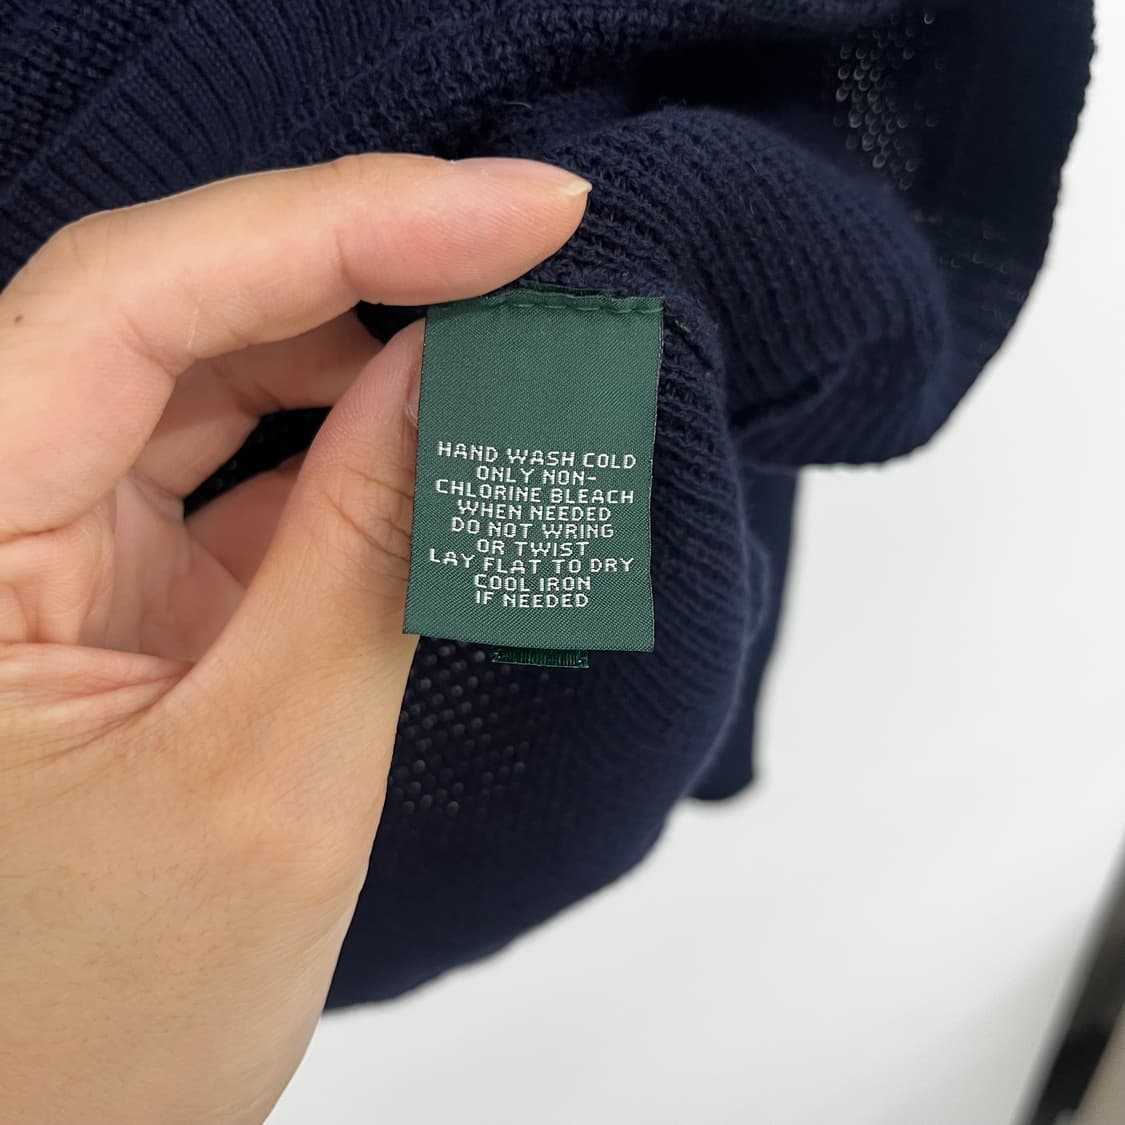 HAND WASH COLD
ONLY NON-
CHLORINE BLEACH
WHEN NEEDED
DO NOT WRING
OR TWIST
LAY FLAT TO DRY
COOL IRON
IF NEEDED